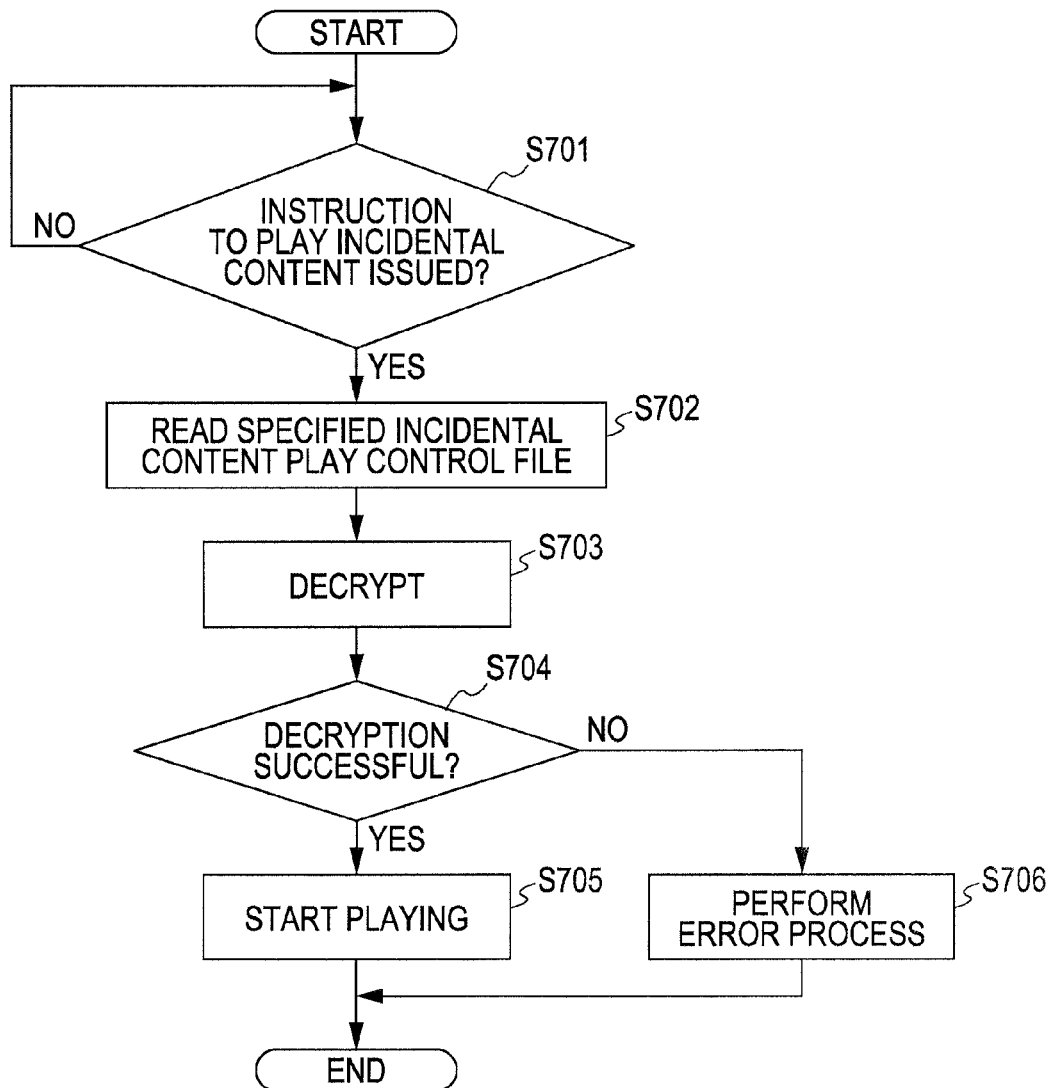 START
S701
INSTRUCTION
TO PLAY INCIDENTAL
CONTENT ISSUED?
NO
YES
S702
READ SPECIFIED INCIDENTAL
CONTENT PLAY CONTROL FILE
S703
DECRYPT
S704
DECRYPTION
SUCCESSFUL?
NO
YES
S705
START PLAYING
S706
PERFORM
ERROR PROCESS
END